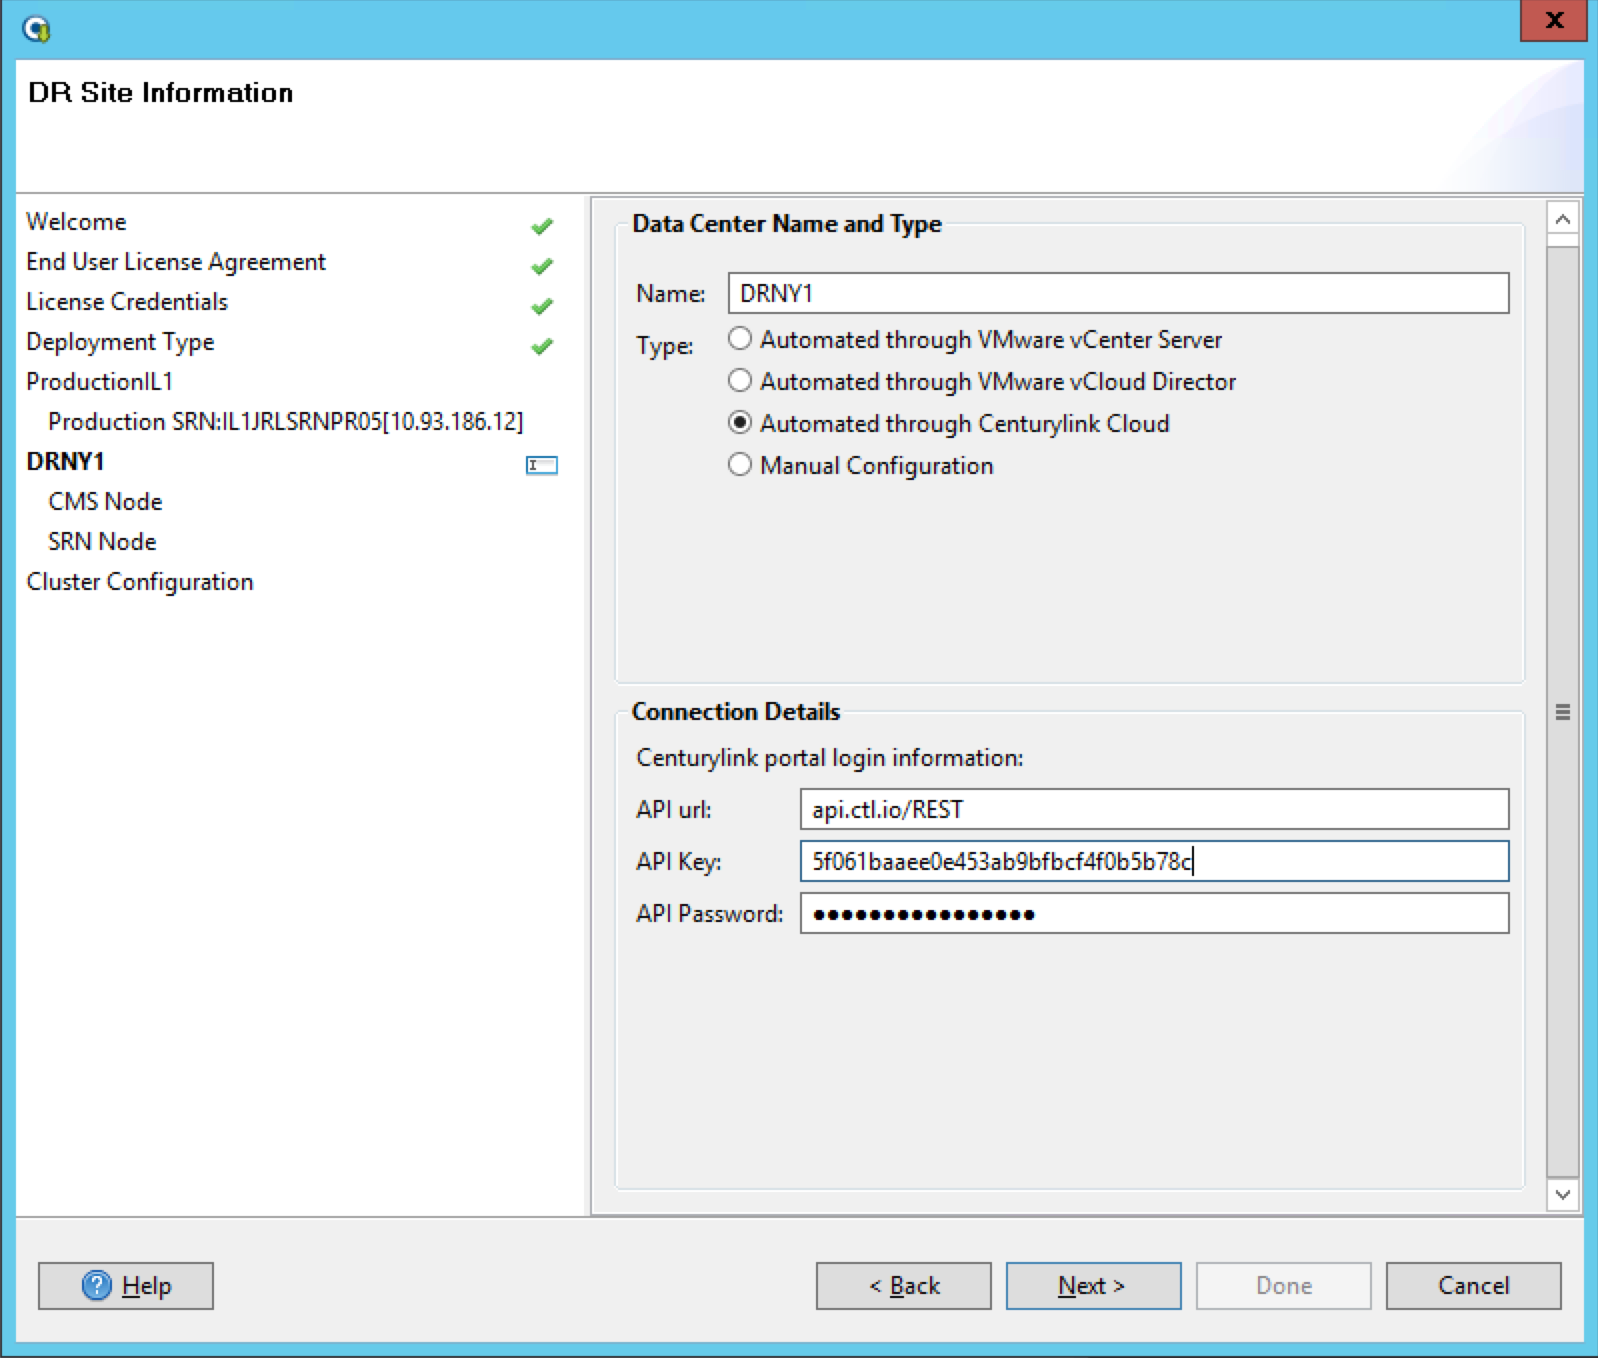 X
DR Site Information
Welcome
End User License Agreement
License Credentials
Deployment Type
ProductionIL1
Production SRN:IL1JRLSRNPR05[10.93.186.12]
DRNY1
CMS Node
SRN Node
Cluster Configuration
Data Center Name and Type
Name: DRNY1
Type: Automated through VMware vCenter Server
Automated through VMware vCloud Director
Automated through Centurylink Cloud
Manual Configuration
Connection Details
Centurylink portal login information:
API url: api.ctl.io/REST
API Key: 5f061baaee0e453ab9bfbcf4f0b5b78c
API Password: ●●●●●●●●●●●●●●●●
? Help < Back Next > Done Cancel